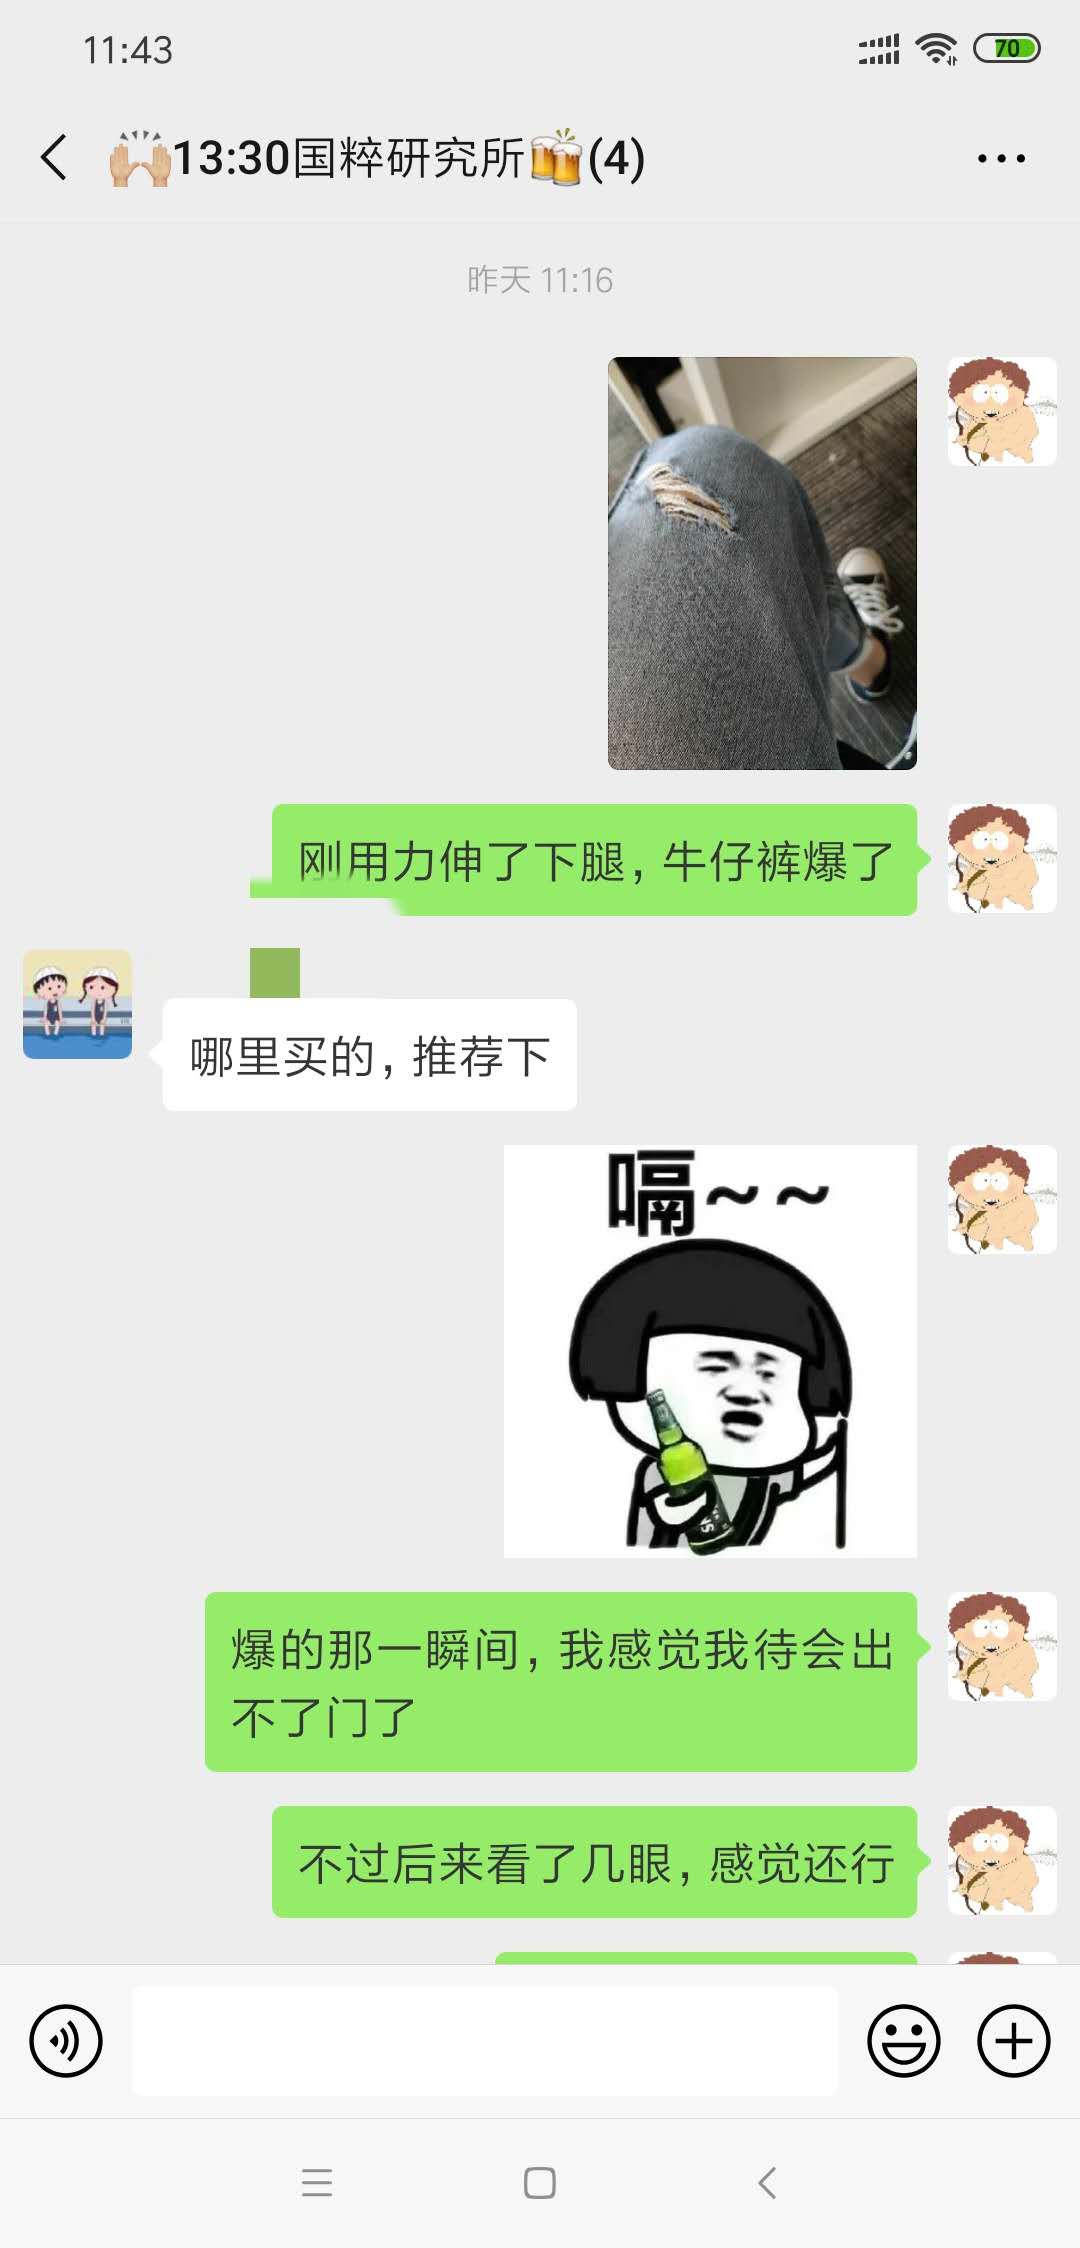 11:43
70
🙌🏼13:30国粹研究所🍻(4)
昨天 11:16
刚用力伸了下腿，牛仔裤爆了
哪里买的，推荐下
嗝~~
爆的那一瞬间，我感觉我待会出
不了门了
不过后来看了几眼，感觉还行